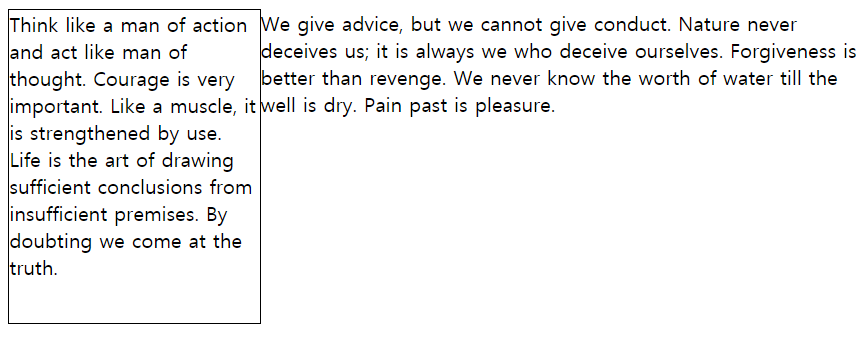 Think like a man of action
and act like man of
thought. Courage is very
important. Like a muscle, it
is strengthened by use.
Life is the art of drawing
sufficient conclusions from
insufficient premises. By
doubting we come at the
truth.
We give advice, but we cannot give conduct. Nature never
deceives us; it is always we who deceive ourselves. Forgiveness is
better than revenge. We never know the worth of water till the
well is dry. Pain past is pleasure.